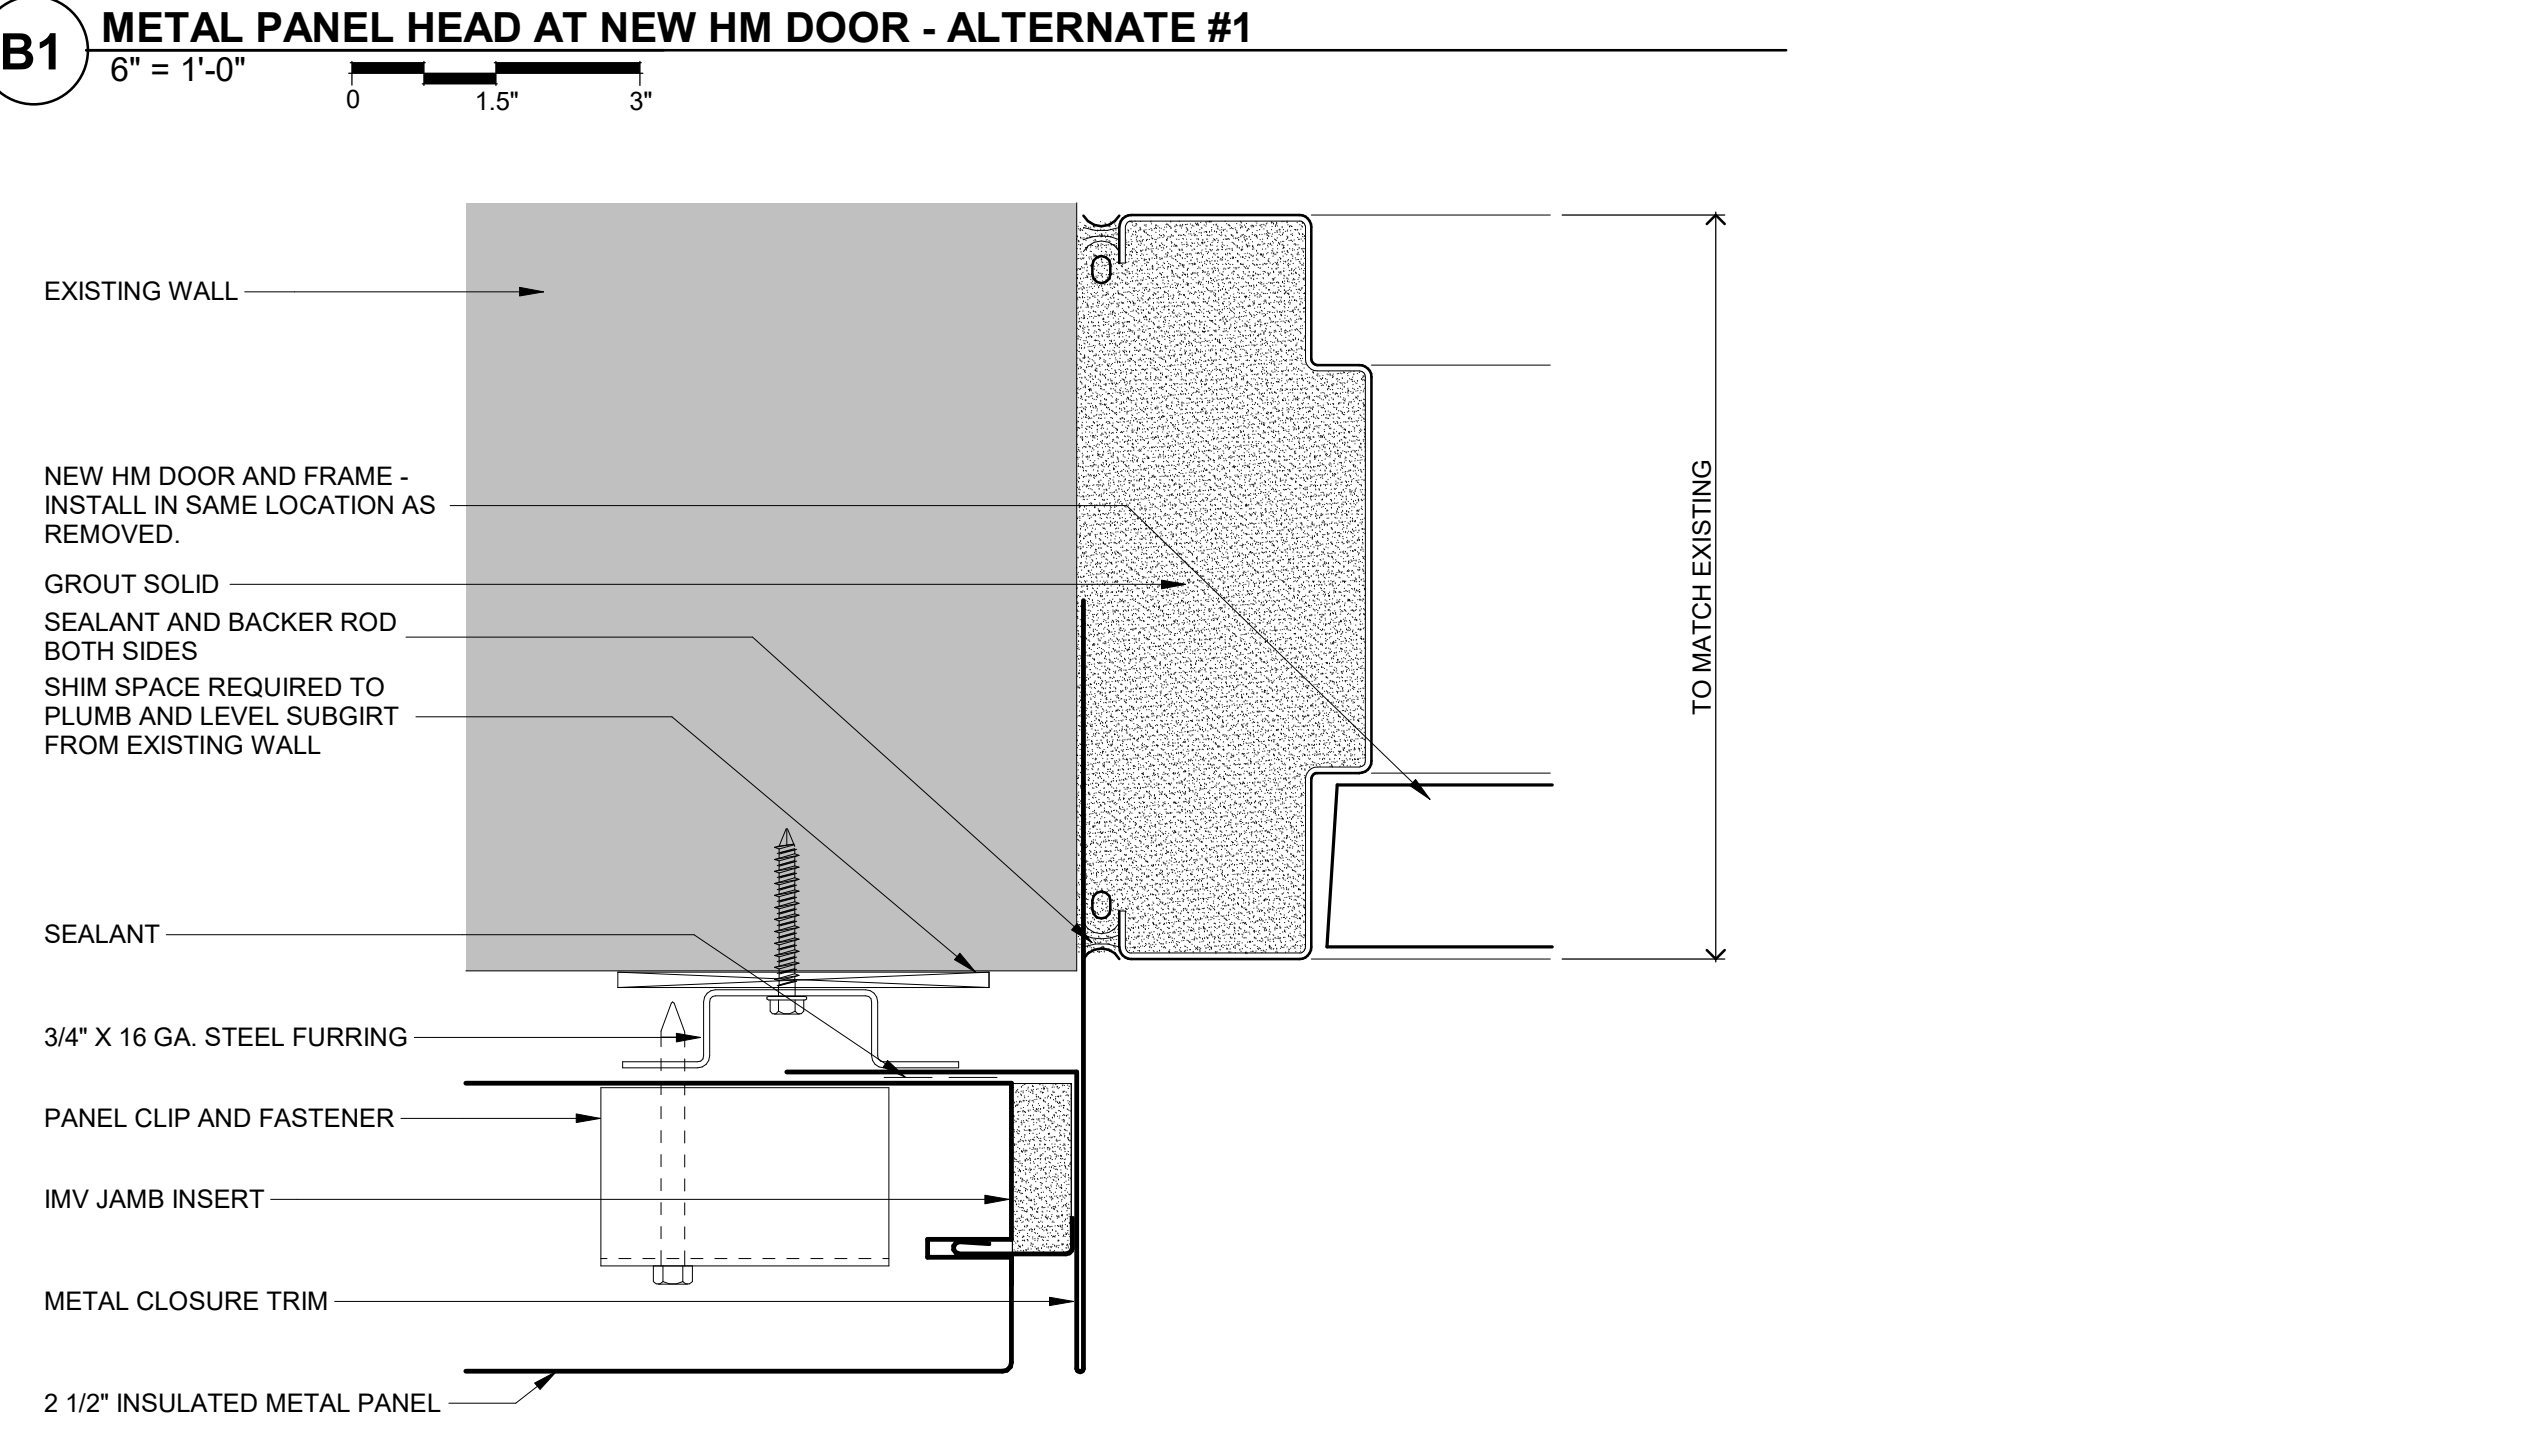 B1
METAL PANEL HEAD AT NEW HM DOOR - ALTERNATE #1
6" = 1'-0"
0
1.5"
3"
EXISTING WALL
NEW HM DOOR AND FRAME -
INSTALL IN SAME LOCATION AS
REMOVED.
GROUT SOLID
SEALANT AND BACKER ROD
BOTH SIDES
SHIM SPACE REQUIRED TO
PLUMB AND LEVEL SUBGIRT
FROM EXISTING WALL
TO MATCH EXISTING
SEALANT
3/4" X 16 GA. STEEL FURRING
PANEL CLIP AND FASTENER
IMV JAMB INSERT
METAL CLOSURE TRIM
2 1/2" INSULATED METAL PANEL